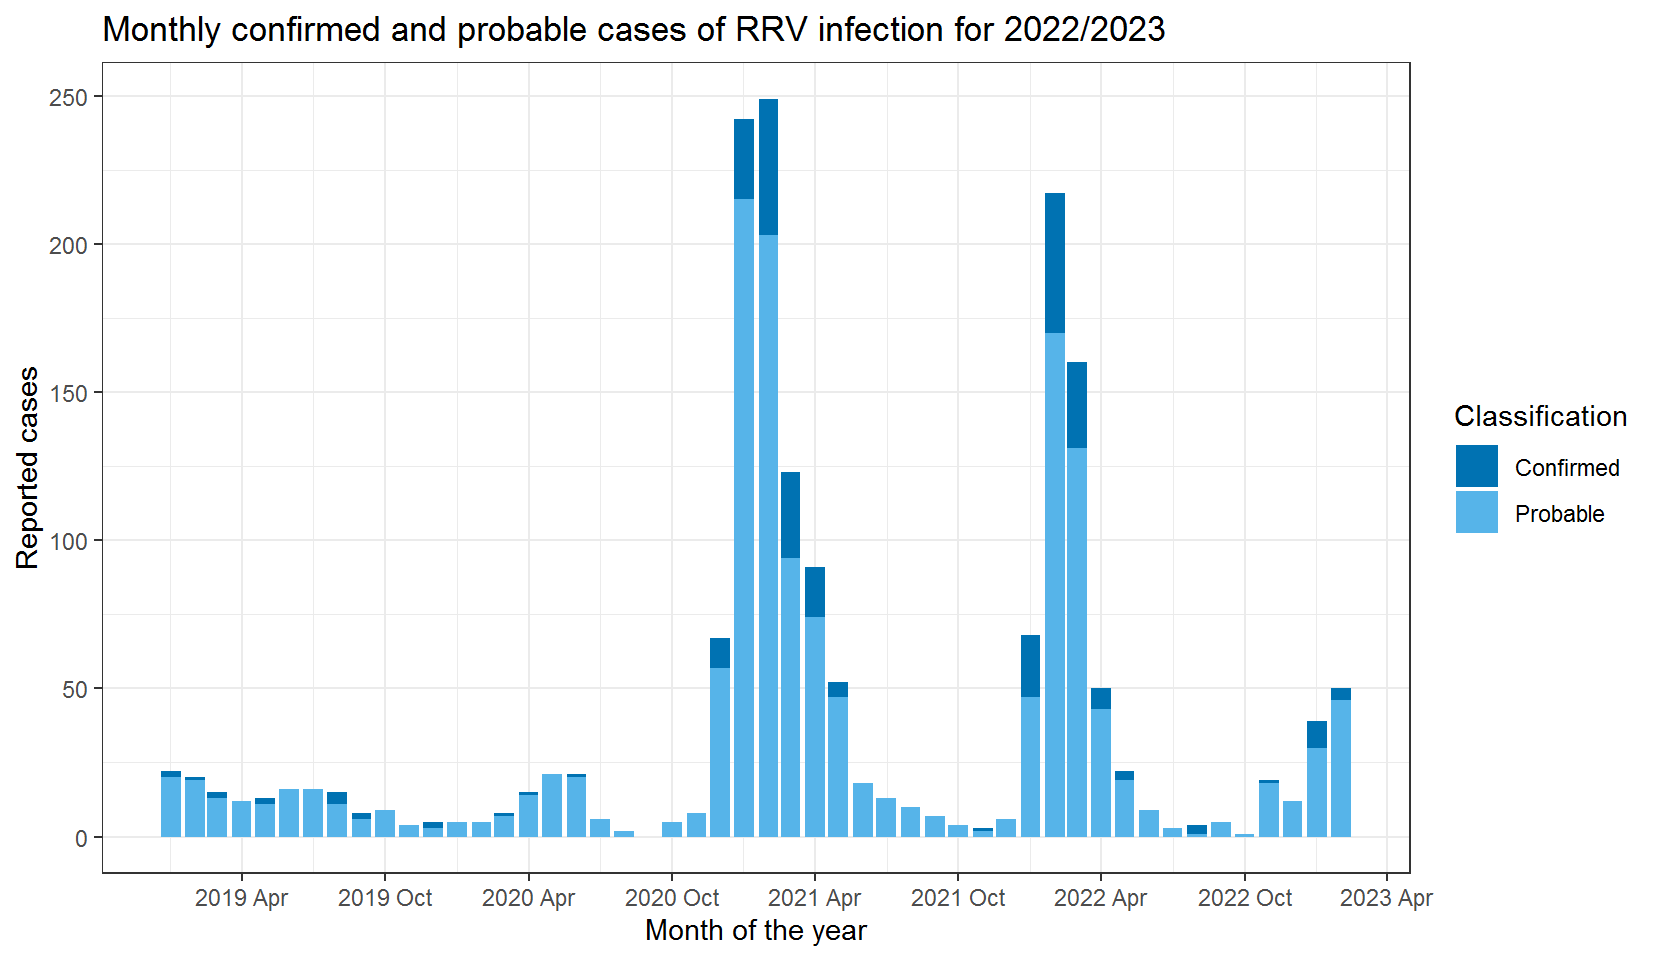 Monthly confirmed and probable cases of RRV infection for 2022/2023
Reported cases
250
200
150
100
50
0
2019 Apr
2019 Oct
2020 Apr
2020 Oct
2021 Apr
2021 Oct
2022 Apr
2022 Oct
2023 Apr
Month of the year
Classification
Confirmed
Probable